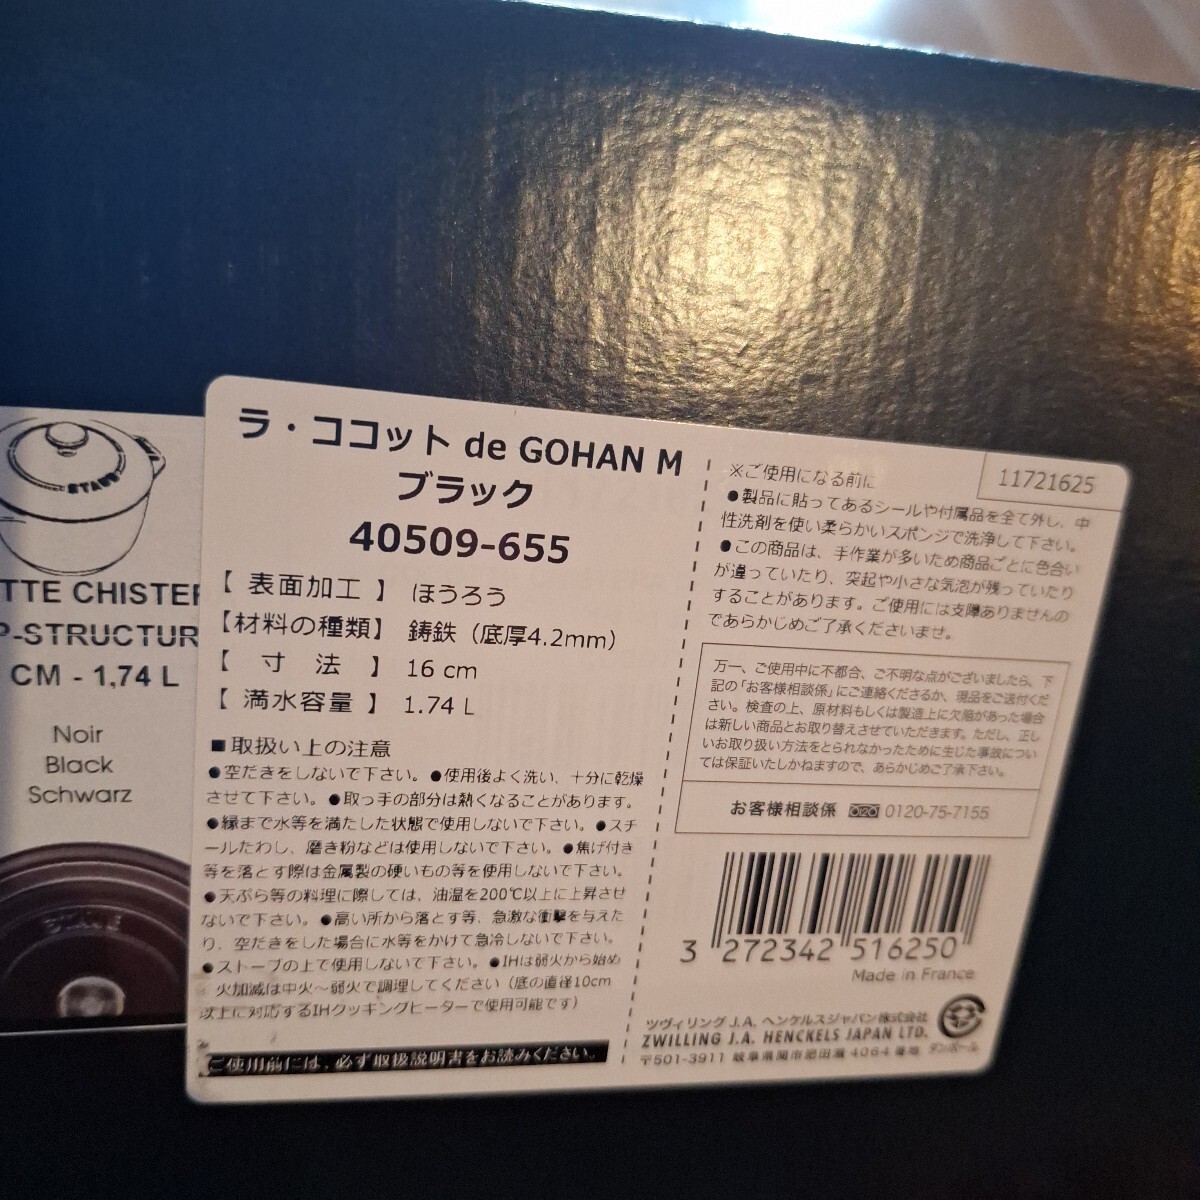 TTE CHISTER
P-STRUCTUR
CM - 1,74 L
Noir
Black
Schwarz
ラ・ココット de GOHAN M
ブラック
40509-655
【 表面加工 】 ほうろう
【材料の種類】 鋳鉄（底厚4.2mm）
【 寸 法 】 16 cm
【 満水容量 】 1.74 L
■取扱い上の注意
●空だきをしないで下さい。●使用後よく洗い、十分に乾燥
させて下さい。●取っ手の部分は熱くなることがあります。
●縁まで水等を満たした状態で使用しないで下さい。●スチ
ールたわし、磨き粉などは使用しないで下さい。●焦げ付き
等を落とす際は金属製の硬いもの等を使用しないで下さい。
●天ぷら等の料理に際しては、油温を200℃以上に上昇させ
ないで下さい。●高い所から落とす等、急激な衝撃を与えた
り、空だきをした場合に水等をかけて急冷しないで下さい。
●ストーブの上で使用しないで下さい。●IHは弱火から始め
火加減は中火～弱火で調理してください（底の直径10cm
以上に対応するIHクッキングヒーターで使用可能です）
ご使用前には、必ず取扱説明書をお読みください。
11721625
※ご使用になる前に
●製品に貼ってあるシールや付属品を全て外し、中
性洗剤を使い柔らかいスポンジで洗浄して下さい。
●この商品は、手作業が多いため商品ごとに色合い
が違っていたり、突起や小さな気泡が残っていたり
することがあります。ご使用には支障ありませんの
であらかじめご了承くださいませ。
万一、ご使用中に不都合、ご不明な点がございましたら、下
記の「お客様相談係」にご連絡くださるか、現品をご送付くだ
さい。検査の上、原材料もしくは製造上に欠陥があった場合
は新しい商品とお取り替えさせていただきます。ただし、正し
いお取り扱い方法をとられなかったために生じた事故につい
ては保証いたしかねますので、あらかじめご了承下さい。
お客様相談係 0120-75-7155
3 272342 516250
Made in France
ツヴィリング J.A. ヘンケルスジャパン株式会社
ZWILLING J.A. HENCKELS JAPAN LTD.
〒501-3911 岐阜県関市肥田瀬 4064 番地
ダンボール